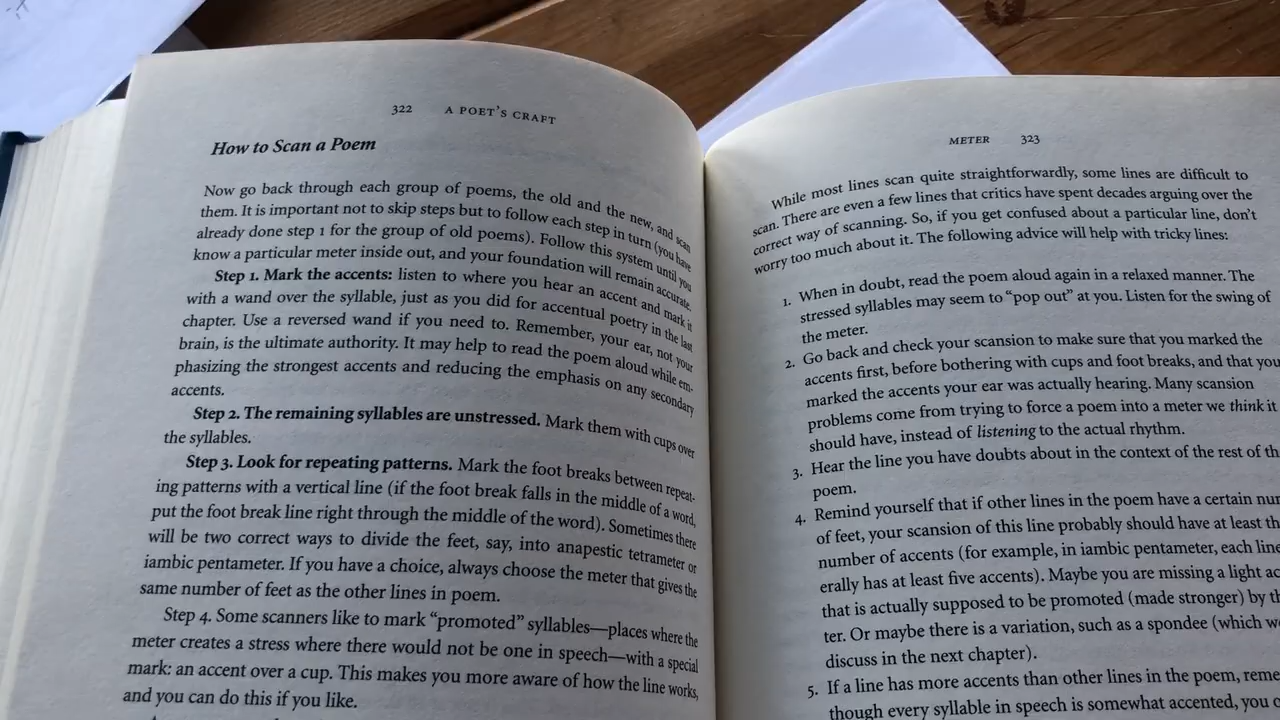 322 A POET'S CRAFT
How to Scan a Poem
Now go back through each group of poems, the old and the new, and scan
them. It is important not to skip steps but to follow each step in turn (you have
already done step 1 for the group of old poems). Follow this system until you
know a particular meter inside out, and your foundation will remain accurate.
Step 1. Mark the accents: listen to where you hear an accent and mark it
with a wand over the syllable, just as you did for accentual poetry in the last
chapter. Use a reversed wand if you need to. Remember, your ear, not your
brain, is the ultimate authority. It may help to read the poem aloud while em-
phasizing the strongest accents and reducing the emphasis on any secondary
accents.
Step 2. The remaining syllables are unstressed. Mark them with cups over
the syllables.
Step 3. Look for repeating patterns. Mark the foot breaks between repeat-
ing patterns with a vertical line (if the foot break falls in the middle of a word,
put the foot break line right through the middle of the word). Sometimes there
will be two correct ways to divide the feet, say, into anapestic tetrameter or
iambic pentameter. If you have a choice, always choose the meter that gives the
same number of feet as the other lines in poem.
Step 4. Some scanners like to mark "promoted" syllables—places where the
meter creates a stress where there would not be one in speech—with a special
mark: an accent over a cup. This makes you more aware of how the line works,
and you can do this if you like.
METER 323
While most lines scan quite straightforwardly, some lines are difficult to
scan. There are even a few lines that critics have spent decades arguing over the
correct way of scanning. So, if you get confused about a particular line, don't
worry too much about it. The following advice will help with tricky lines:
1. When in doubt, read the poem aloud again in a relaxed manner. The
stressed syllables may seem to "pop out" at you. Listen for the swing of
the meter.
2. Go back and check your scansion to make sure that you marked the
accents first, before bothering with cups and foot breaks, and that you
marked the accents your ear was actually hearing. Many scansion
problems come from trying to force a poem into a meter we think it
should have, instead of listening to the actual rhythm.
3. Hear the line you have doubts about in the context of the rest of th
poem.
4. Remind yourself that if other lines in the poem have a certain nu
of feet, your scansion of this line probably should have at least th
number of accents (for example, in iambic pentameter, each line
erally has at least five accents). Maybe you are missing a light ac
that is actually supposed to be promoted (made stronger) by th
ter. Or maybe there is a variation, such as a spondee (which w
discuss in the next chapter).
5. If a line has more accents than other lines in the poem, reme
though every syllable in speech is somewhat accented, you